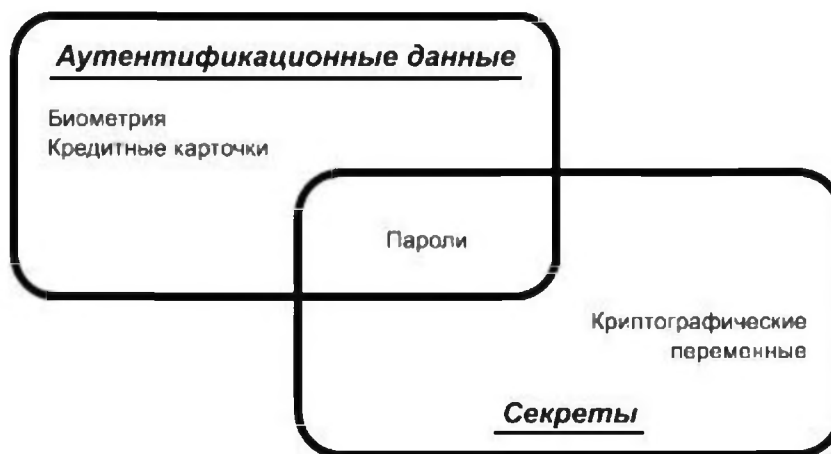 Аутентификационные данные
Биометрия
Кредитные карточки
Пароли
Криптографические
переменные
Секреты